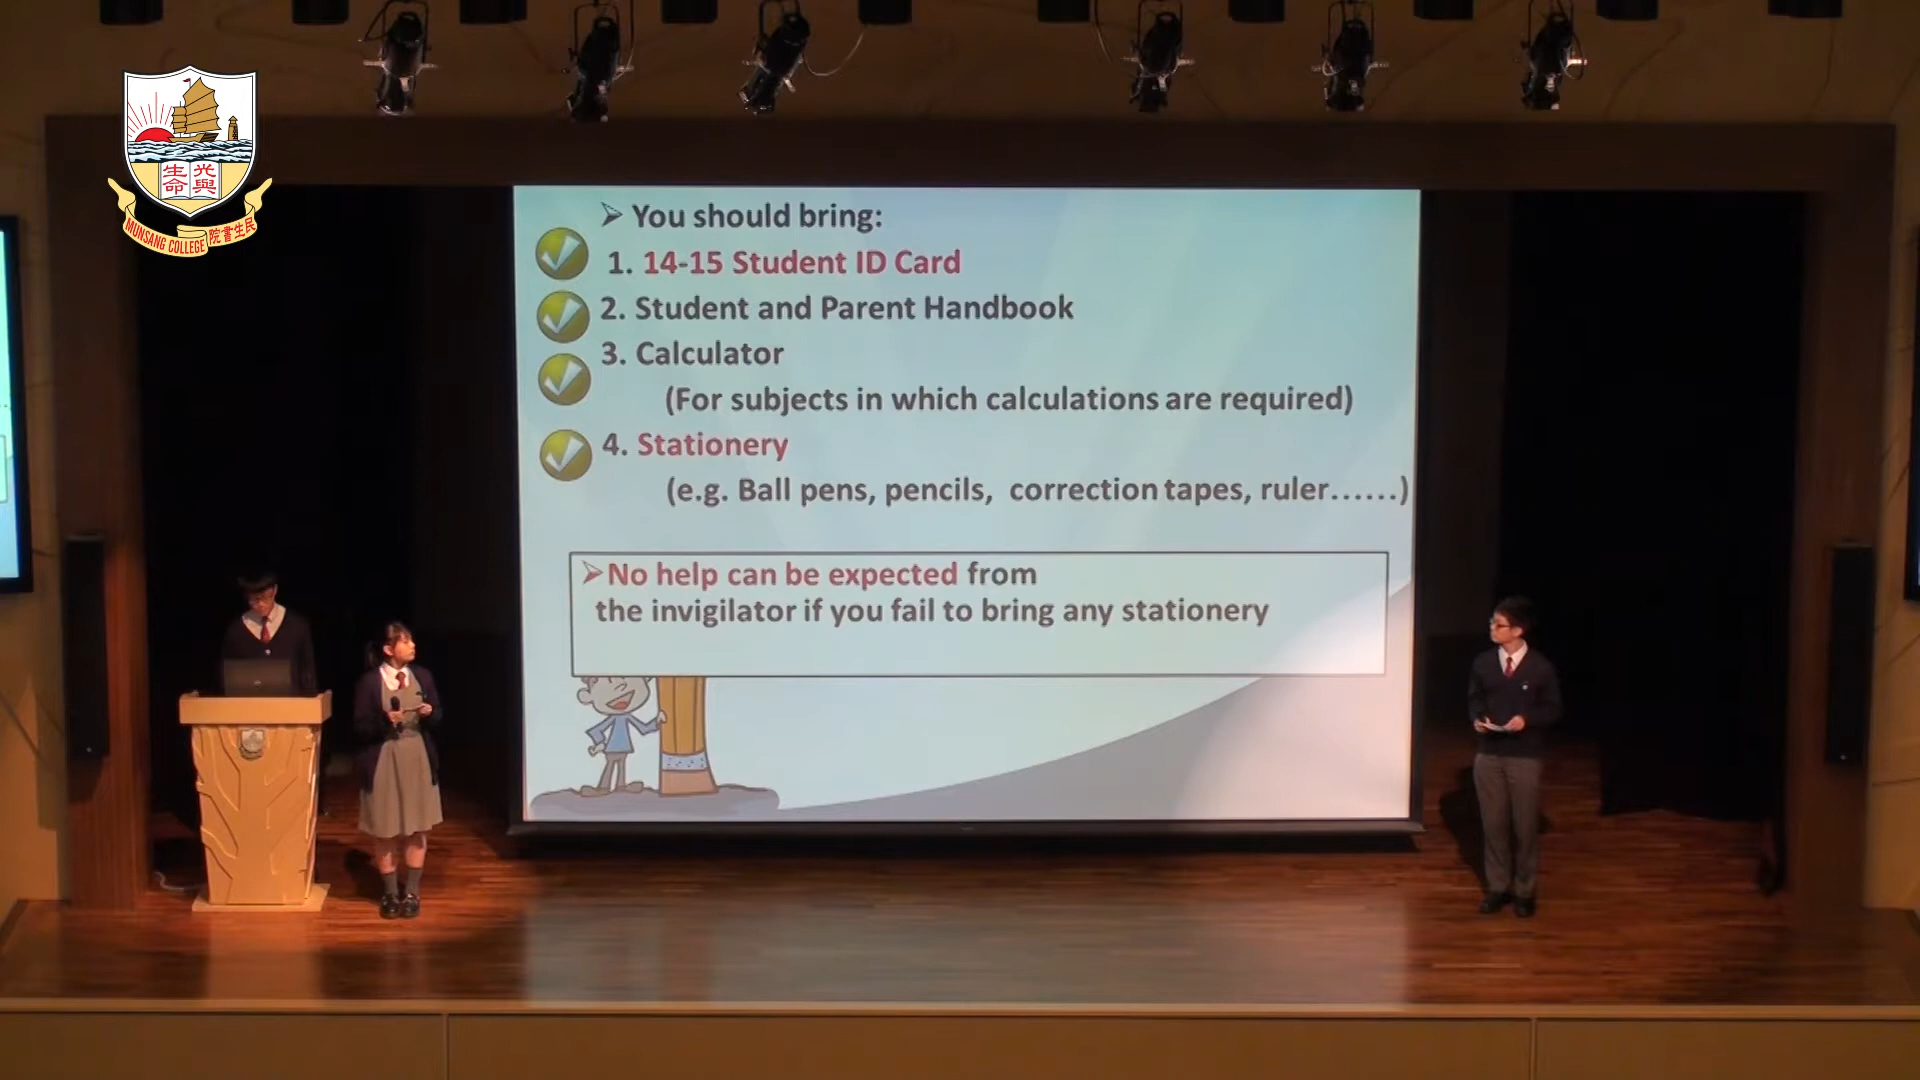 生 光
命 與
MUNSANG COLLEGE 院書生民
➢ You should bring:
1. 14-15 Student ID Card
2. Student and Parent Handbook
3. Calculator
(For subjects in which calculations are required)
4. Stationery
(e.g. Ball pens, pencils, correction tapes, ruler......)
➢No help can be expected from
the invigilator if you fail to bring any stationery